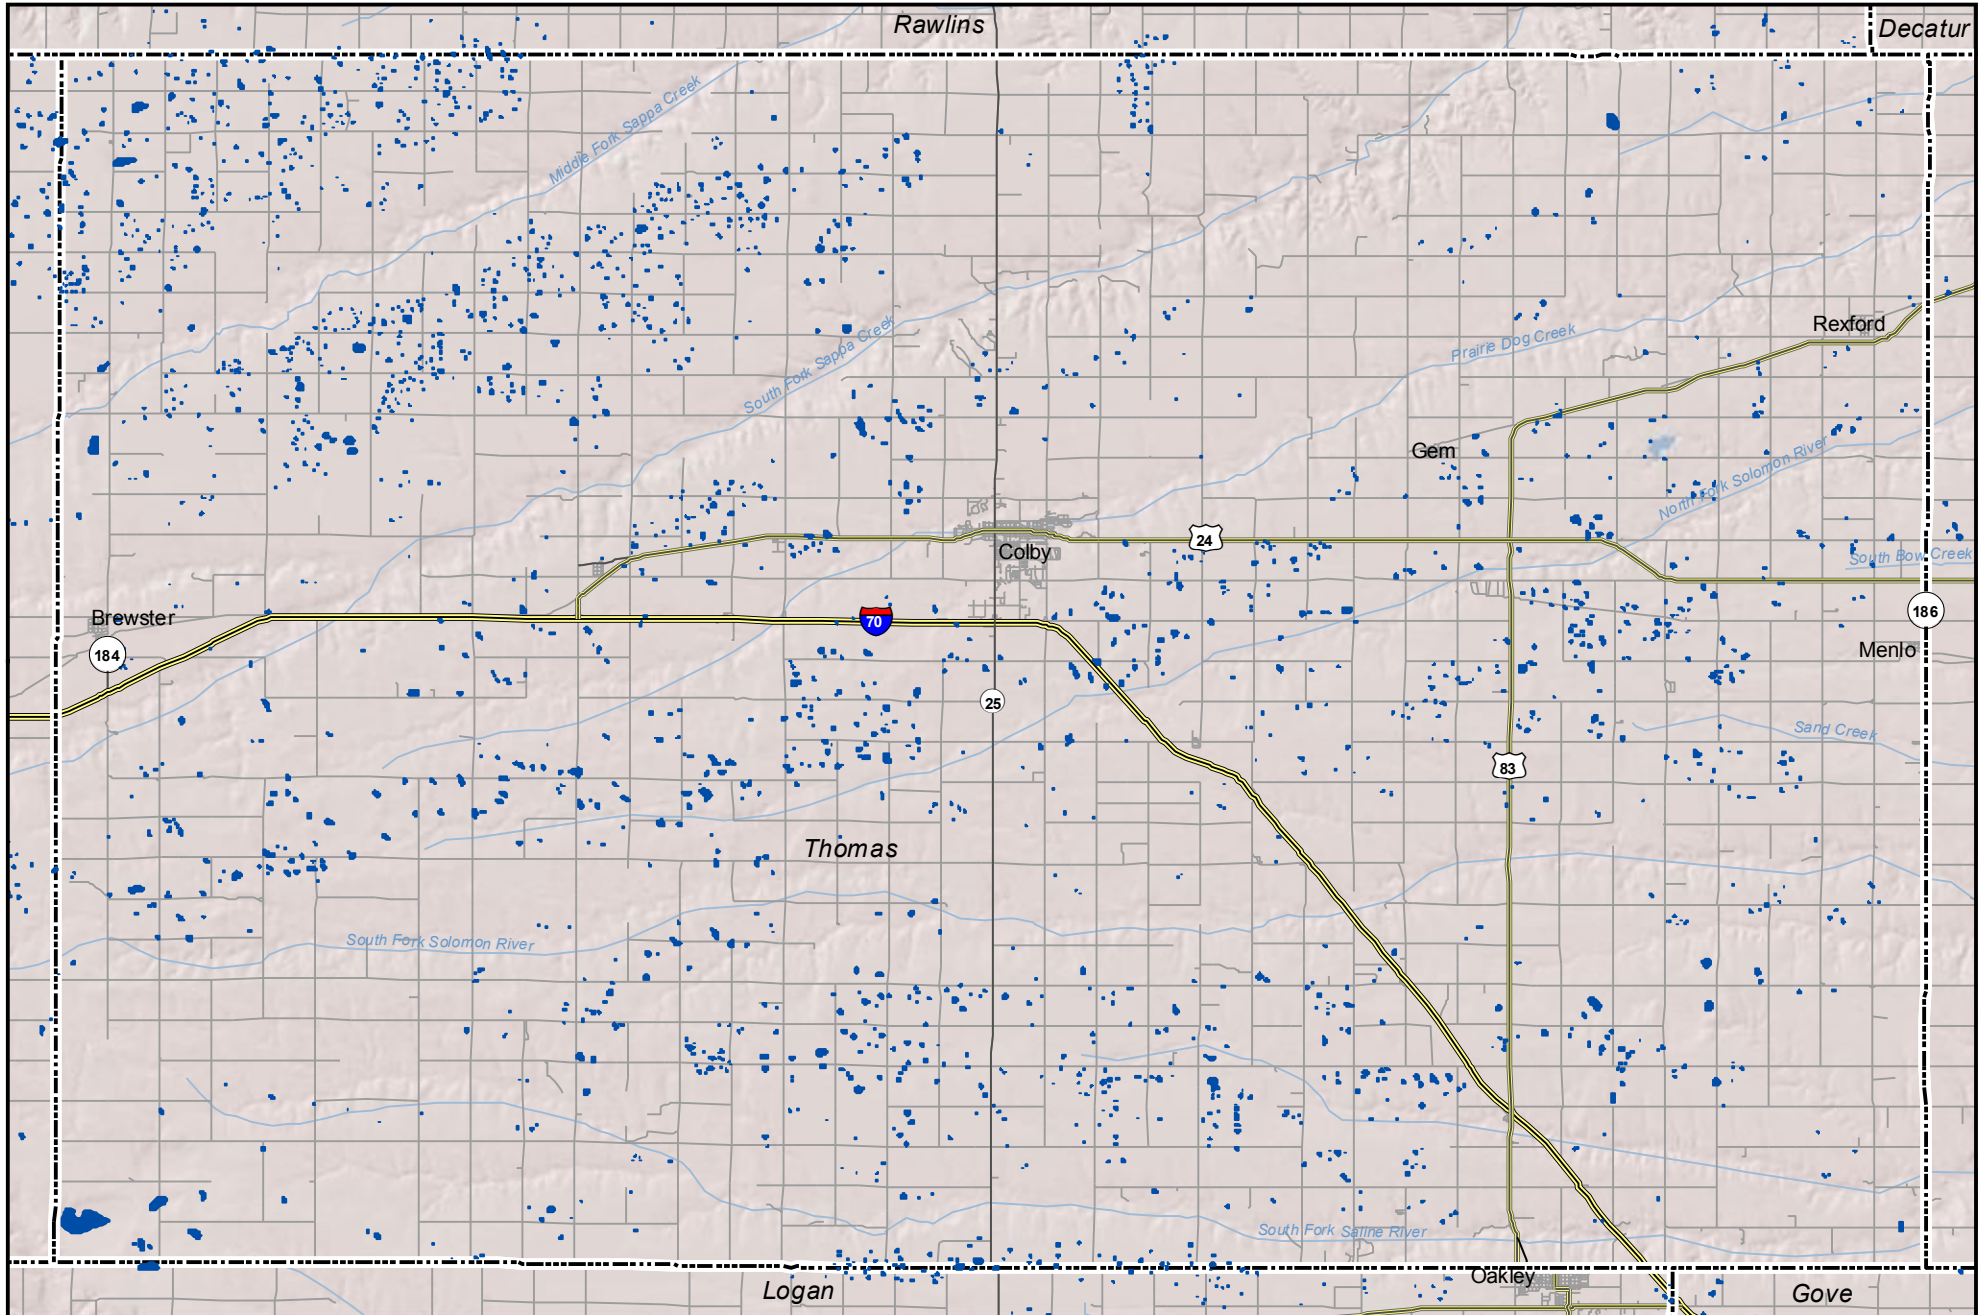 Rawlins
Decatur
Middle Fork Sappa Creek
South Fork Sappa Creek
Rexford
Prairie Dog Creek
Gem
North Fork Solomon River
24
Colby
South Bow Creek
Brewster
70
186
184
Menlo
25
Sand Creek
83
Thomas
South Fork Solomon River
South Fork Saline River
Oakley
Logan
Gove